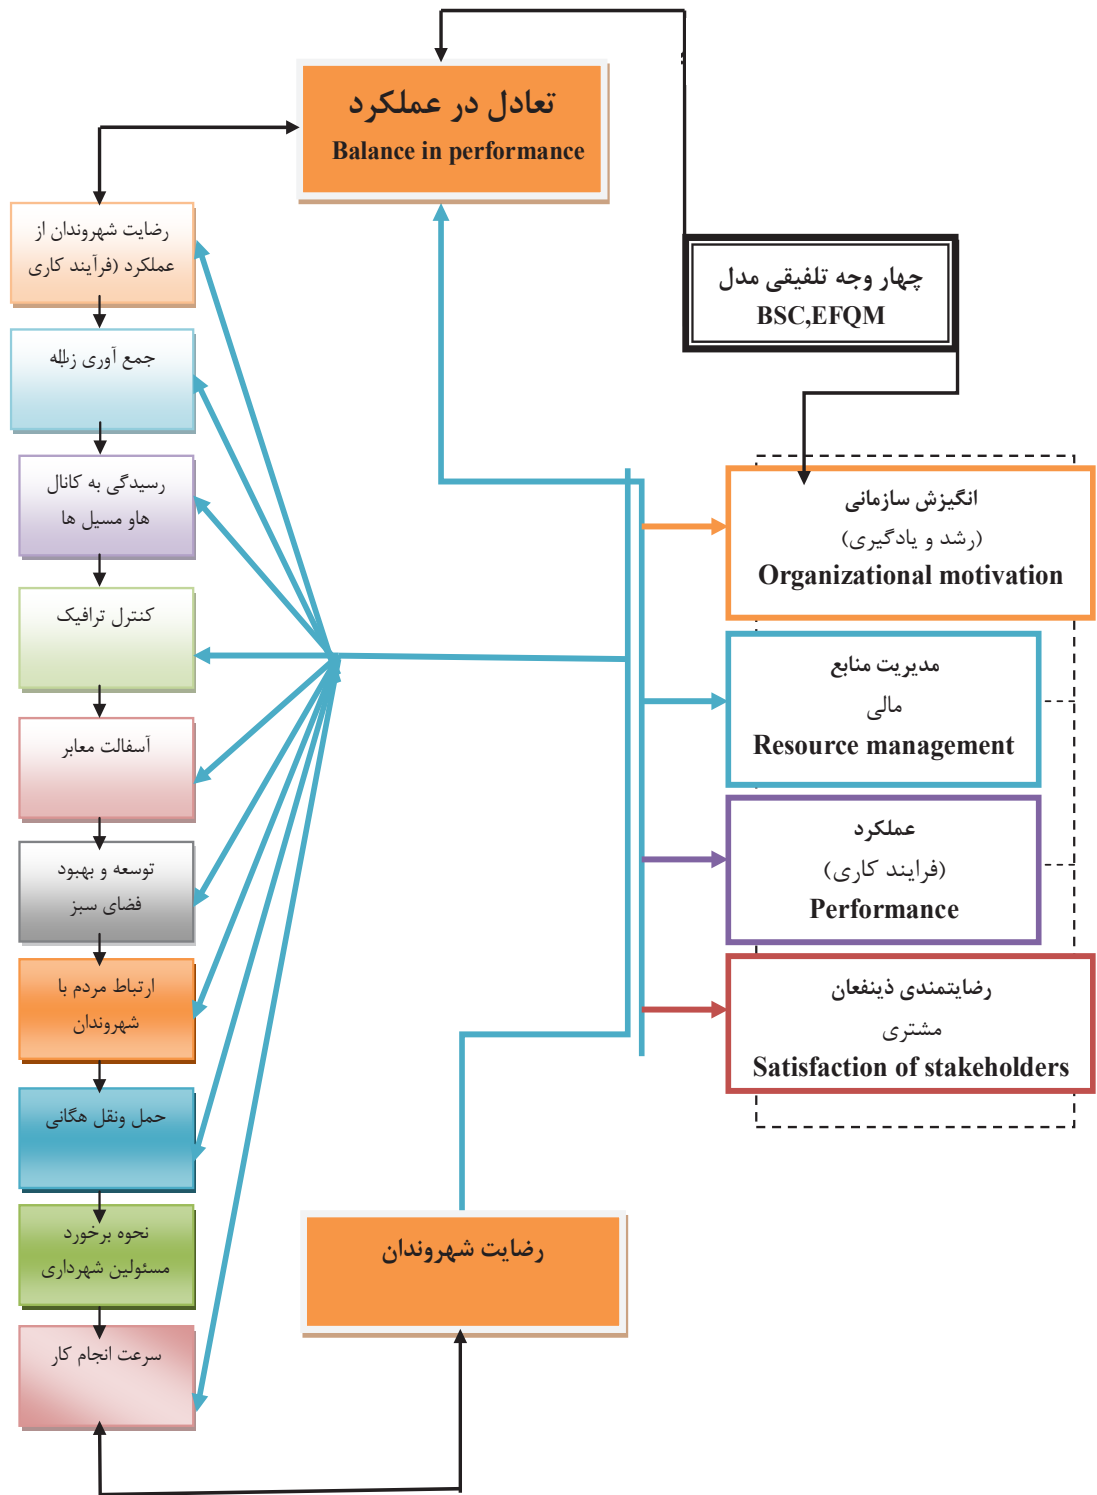 تعادل در عملکرد
Balance in performance
چهار وجه تلفیقی مدل
BSC,EFQM
انگیزش سازمانی
(رشد و یادگیری)
Organizational motivation
مدیریت منابع
مالی
Resource management
عملکرد
(فرایند کاری)
Performance
رضایتمندی ذینفعان
مشتری
Satisfaction of stakeholders
رضایت شهروندان از
عملکرد (فرآیند کاری
جمع آوری زباله
رسیدگی به کانال
هاو مسیل ها
کنترل ترافیک
آسفالت معابر
توسعه و بهبود
فضای سبز
ارتباط مردم با
شهروندان
حمل ونقل هگانی
نحوه برخورد
مسئولین شهرداری
سرعت انجام کار
رضایت شهروندان